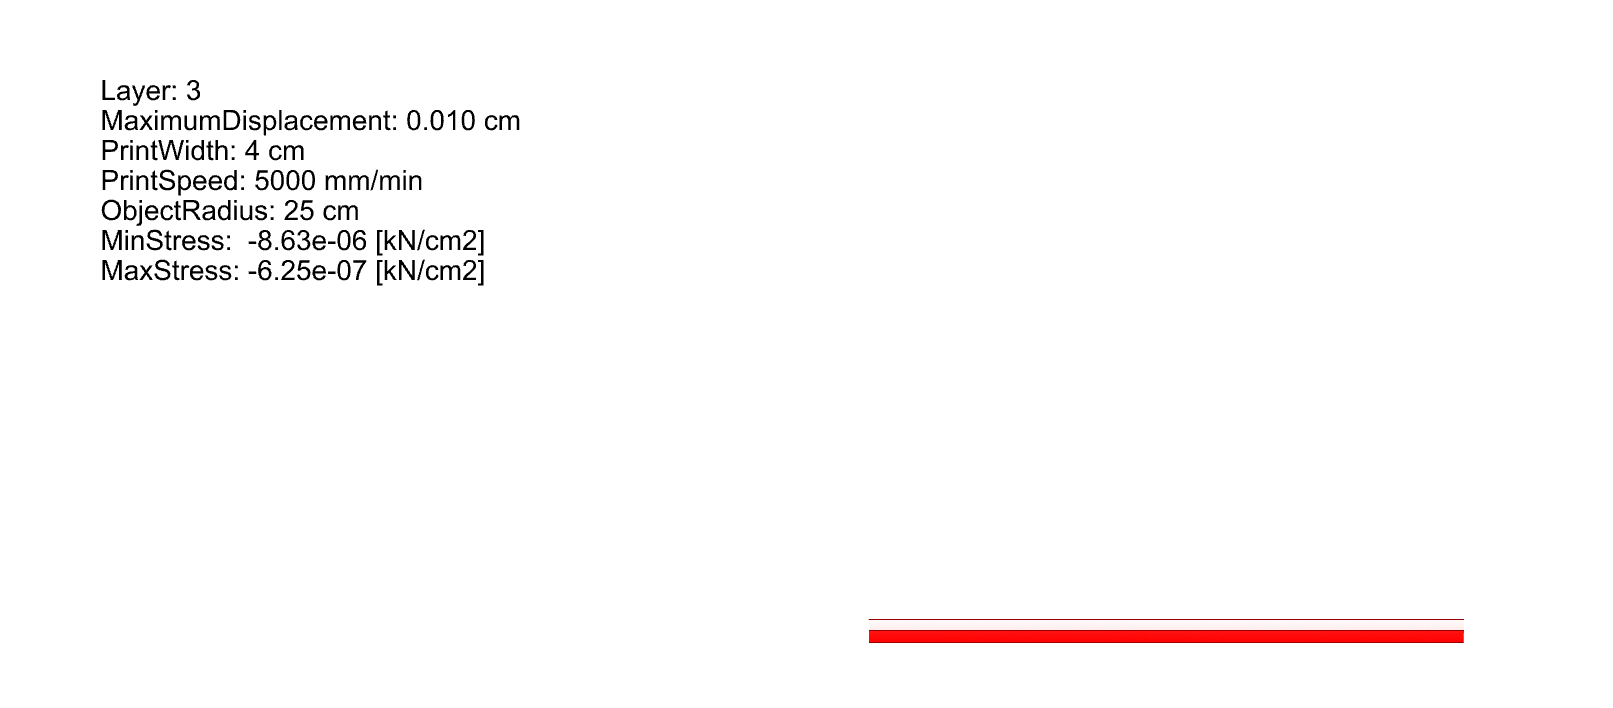 Layer: 3
MaximumDisplacement: 0.010 cm
PrintWidth: 4 cm
PrintSpeed: 5000 mm/min
ObjectRadius: 25 cm
MinStress:  -8.63e-06 [kN/cm2]
MaxStress: -6.25e-07 [kN/cm2]